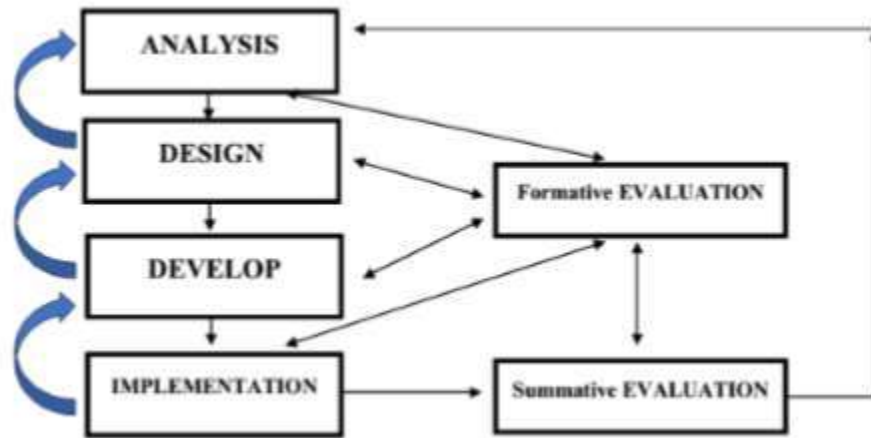 ANALYSIS
DESIGN
Formative EVALUATION
DEVELOP
IMPLEMENTATION
Summative EVALUATION